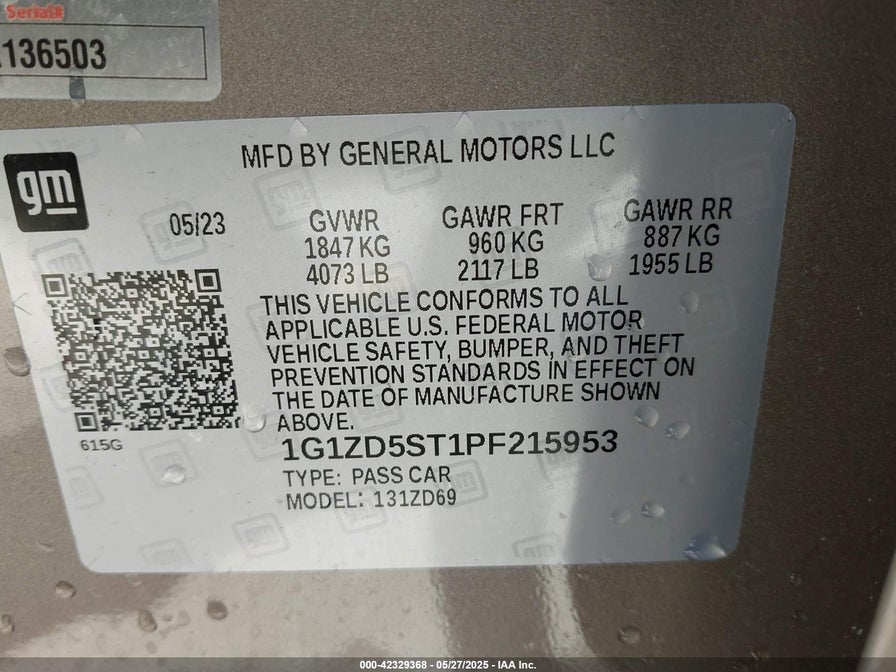 Serial#
136503
MFD BY GENERAL MOTORS LLC
gm
05/23
GVWR GAWR FRT GAWR RR
1847 KG 960 KG 887 KG
4073 LB 2117 LB 1955 LB
THIS VEHICLE CONFORMS TO ALL
APPLICABLE U.S. FEDERAL MOTOR
VEHICLE SAFETY, BUMPER, AND THEFT
PREVENTION STANDARDS IN EFFECT ON
THE DATE OF MANUFACTURE SHOWN
ABOVE.
615G
1G1ZD5ST1PF215953
TYPE: PASS CAR
MODEL: 131ZD69
000-42329368 — 05/27/2025 — IAA Inc.